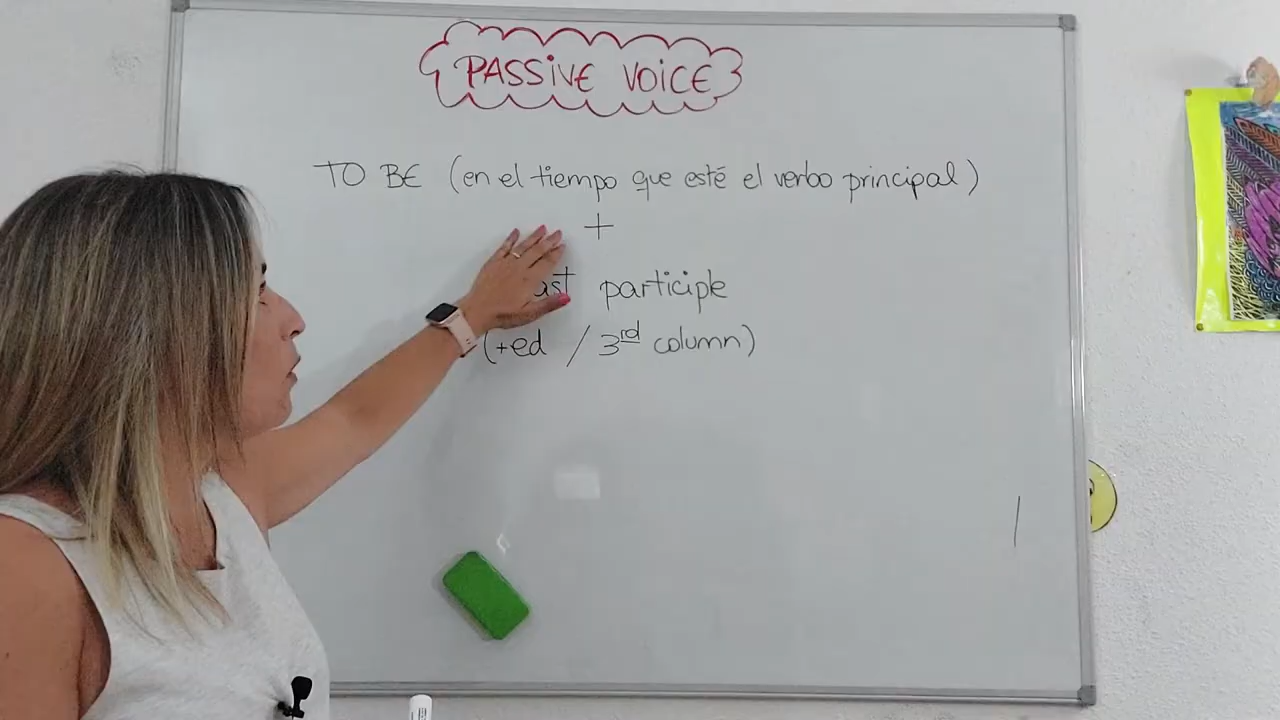 PASSIVE VOICE
TO BE (en el tiempo que esté el verbo principal)
+
participle
(+ed / 3rd column)